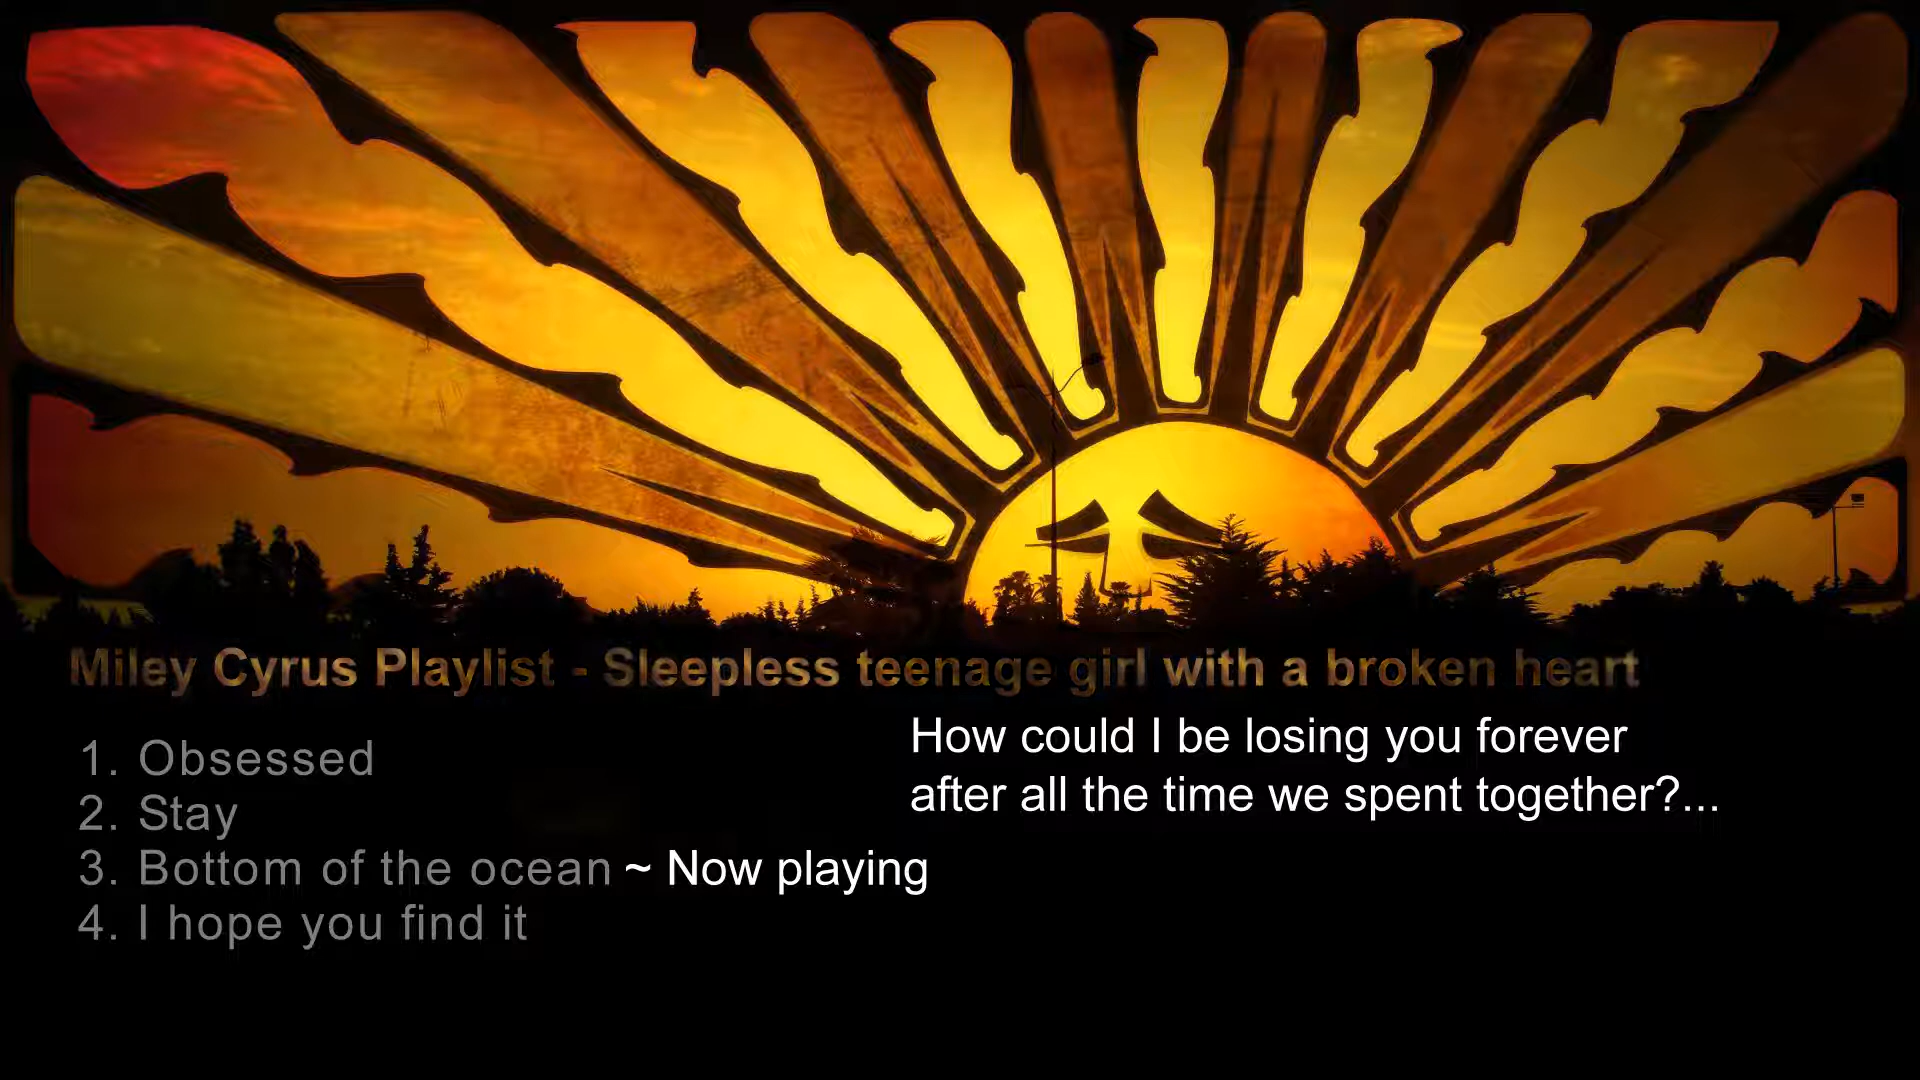 Miley Cyrus Playlist - Sleepless teenage girl with a broken heart
1. Obsessed
2. Stay
3. Bottom of the ocean ~ Now playing
4. I hope you find it
How could I be losing you forever
after all the time we spent together?...